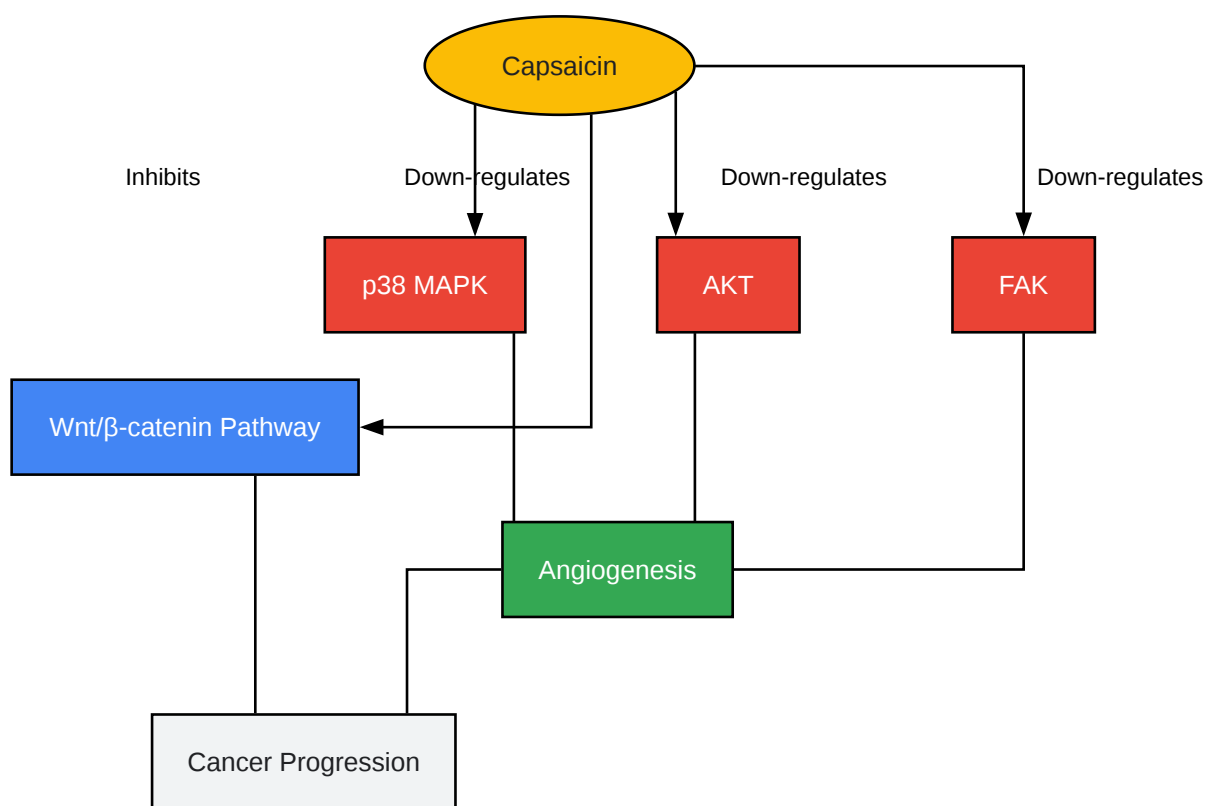 Capsaicin
Inhibits
Down-regulates
Down-regulates
Down-regulates
p38 MAPK
AKT
FAK
Wnt/β-catenin Pathway
Angiogenesis
Cancer Progression